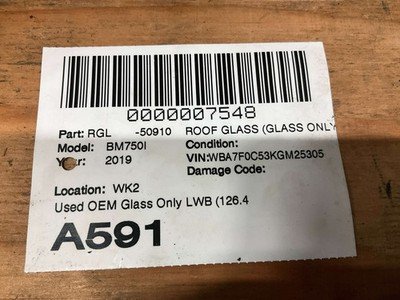 0000007548
Part: RGL -50910 ROOF GLASS (GLASS ONLY
Model: BM750I Condition:
Year: 2019 VIN:WBA7F0C53KGM25305
Damage Code:
Location: WK2
Used OEM Glass Only LWB (126.4
A591